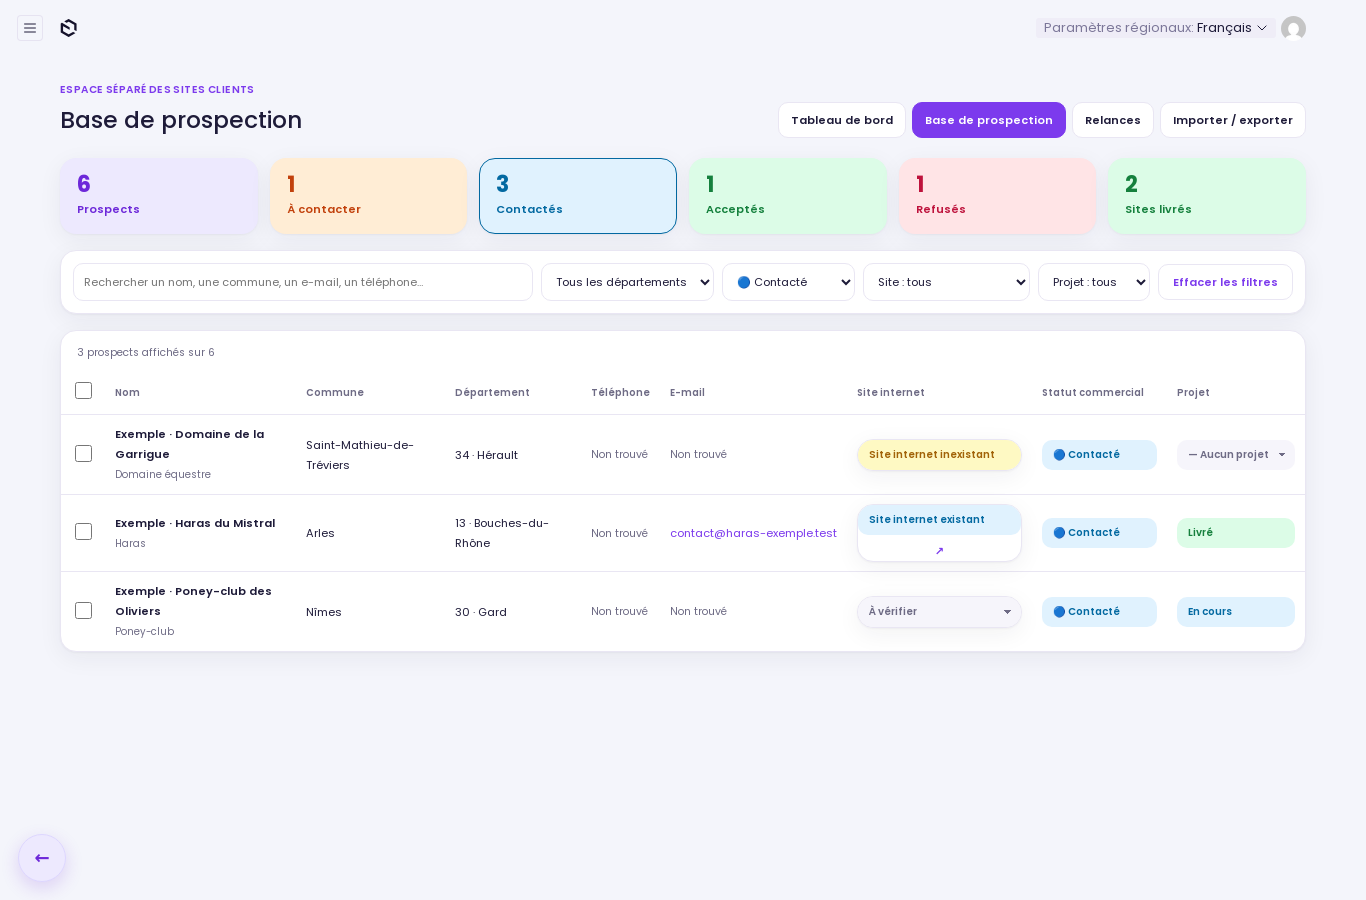 Paramètres régionaux: Français
ESPACE SÉPARÉ DES SITES CLIENTS
Base de prospection
Tableau de bord
Base de prospection
Relances
Importer / exporter
6
Prospects
1
À contacter
3
Contactés
1
Acceptés
1
Refusés
2
Sites livrés
Rechercher un nom, une commune, un e-mail, un téléphone...
Tous les départements
Contacté
Site : tous
Projet : tous
Effacer les filtres
3 prospects affichés sur 6
Nom
Commune
Département
Téléphone
E-mail
Site internet
Statut commercial
Projet
Exemple · Domaine de la
Garrigue
Domaine équestre
Saint-Mathieu-de-
Tréviers
34 · Hérault
Non trouvé
Non trouvé
Site internet inexistant
Contacté
— Aucun projet
Exemple · Haras du Mistral
Haras
Arles
13 · Bouches-du-
Rhône
Non trouvé
contact@haras-exemple.test
Site internet existant
↗
Contacté
Livré
Exemple · Poney-club des
Oliviers
Poney-club
Nîmes
30 · Gard
Non trouvé
Non trouvé
À vérifier
Contacté
En cours
←